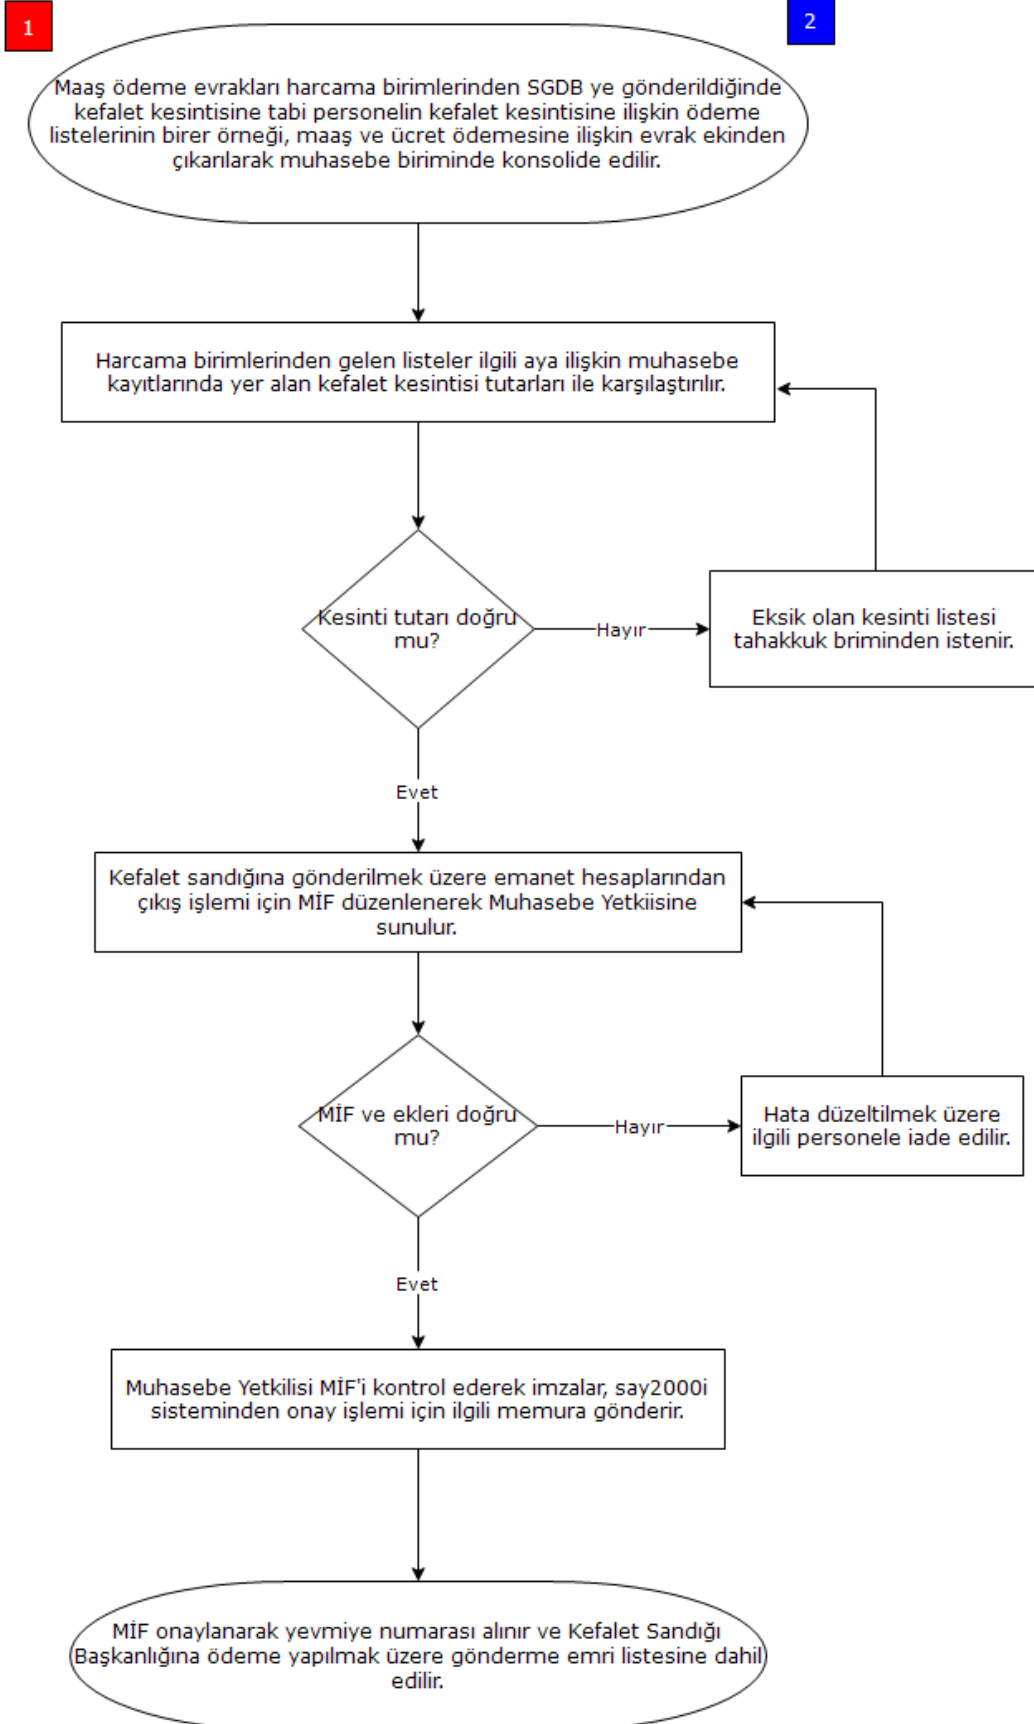 1
2
Maaş ödeme evrakları harcama birimlerinden SGDB ye gönderildiğinde
kefalet kesintisine tabi personelin kefalet kesintisine ilişkin ödeme
listelerinin birer örneği, maaş ve ücret ödemesine ilişkin evrak ekinden
çıkarılarak muhasebe biriminde konsolide edilir.
Harcama birimlerinden gelen listeler ilgili aya ilişkin muhasebe
kayıtlarında yer alan kefalet kesintisi tutarları ile karşılaştırılır.
Kesinti tutarı doğru
mu?
Hayır
Eksik olan kesinti listesi
tahakkuk briminden istenir.
Evet
Kefalet sandığına gönderilmek üzere emanet hesaplarından
çıkış işlemi için MİF düzenlenerek Muhasebe Yetkiisine
sunulur.
MİF ve ekleri doğru
mu?
Hayır
Hata düzeltilmek üzere
ilgili personele iade edilir.
Evet
Muhasebe Yetkilisi MİF'i kontrol ederek imzalar, say2000i
sisteminden onay işlemi için ilgili memura gönderir.
MİF onaylanarak yevmiye numarası alınır ve Kefalet Sandığı
Başkanlığına ödeme yapılmak üzere gönderme emri listesine dahil
edilir.